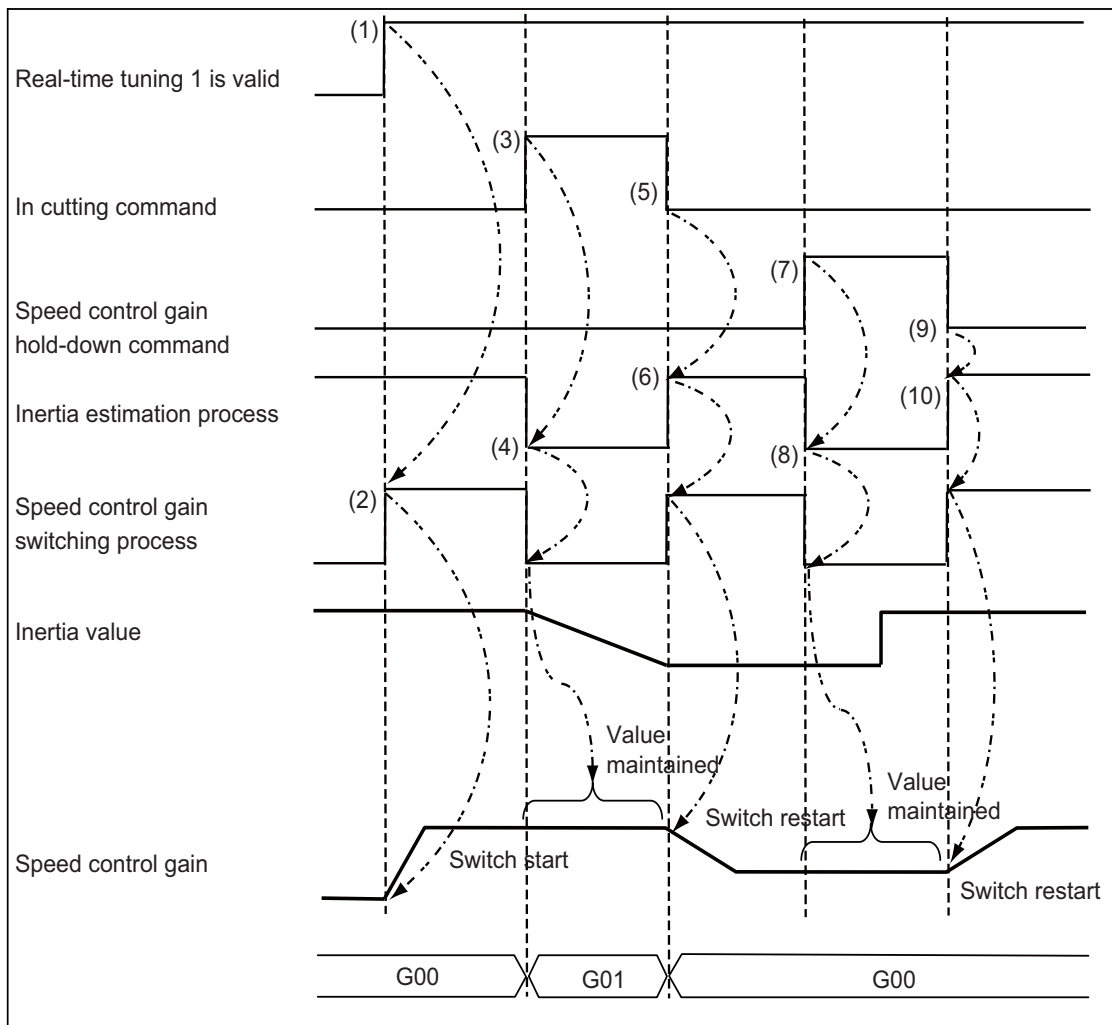 (1)
Real-time tuning 1 is valid
(3)
In cutting command
(5)
(7)
Speed control gain
hold-down command
(9)
(6)
(10)
Inertia estimation process
(4)
(8)
(2)
Speed control gain
switching process
Inertia value
Value
maintained
Value
maintained
Switch restart
Switch start
Speed control gain
Switch restart
G00
G01
G00